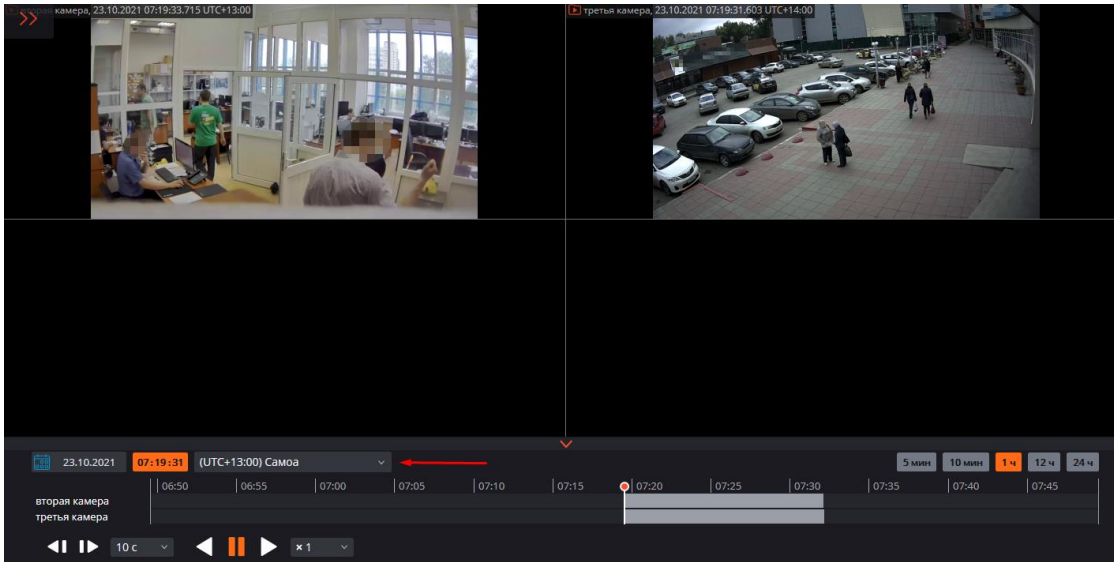 вторая камера, 23.10.2021 07:19:33.715 UTC+13:00
третья камера, 23.10.2021 07:19:31.603 UTC+14:00
23.10.2021 07:19:31 (UTC+13:00) Самоа 5 мин 10 мин 1 ч 12 ч 24 ч
06:50 06:55 07:00 07:05 07:10 07:15 07:20 07:25 07:30 07:35 07:40 07:45
вторая камера
третья камера
10 с × 1